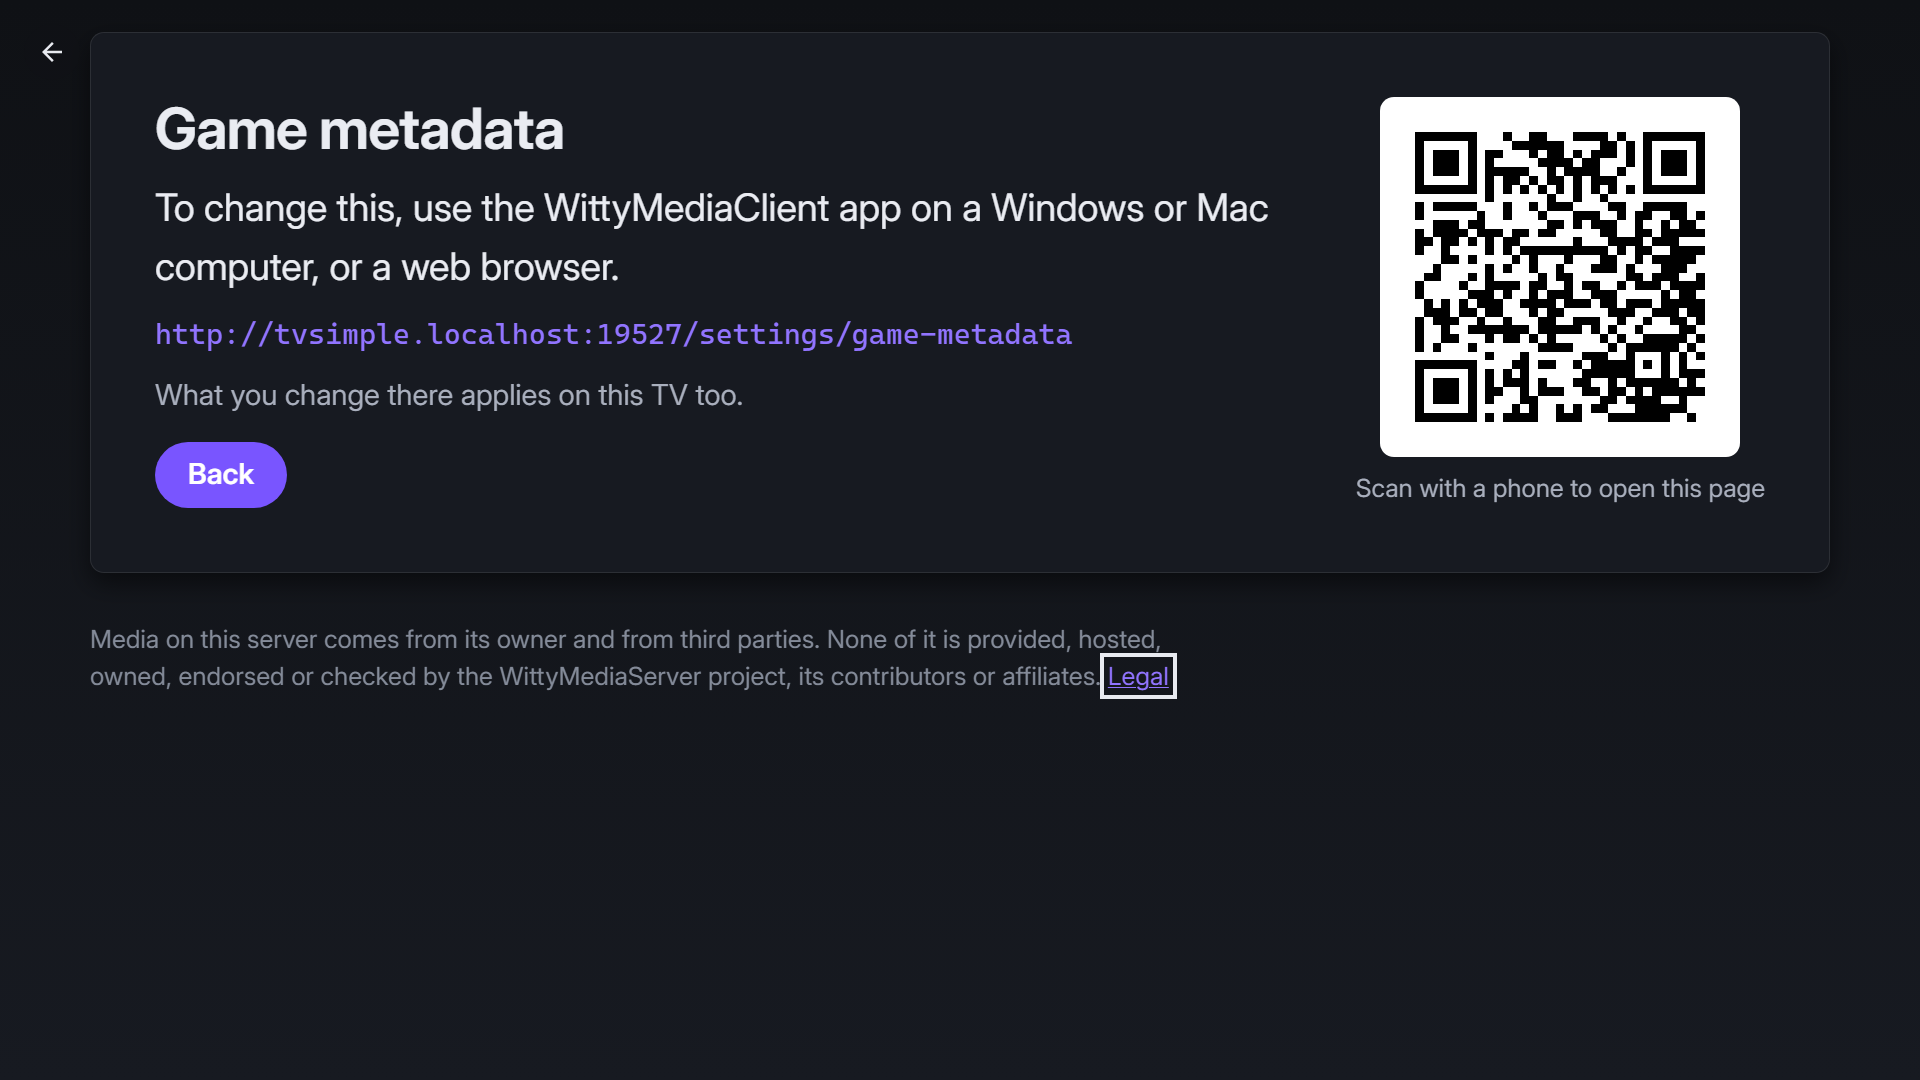 Game metadata
To change this, use the WittyMediaClient app on a Windows or Mac
computer, or a web browser.
http://tvsimple.localhost:19527/settings/game-metadata
What you change there applies on this TV too.
Back
Scan with a phone to open this page
Media on this server comes from its owner and from third parties. None of it is provided, hosted,
owned, endorsed or checked by the WittyMediaServer project, its contributors or affiliates. Legal